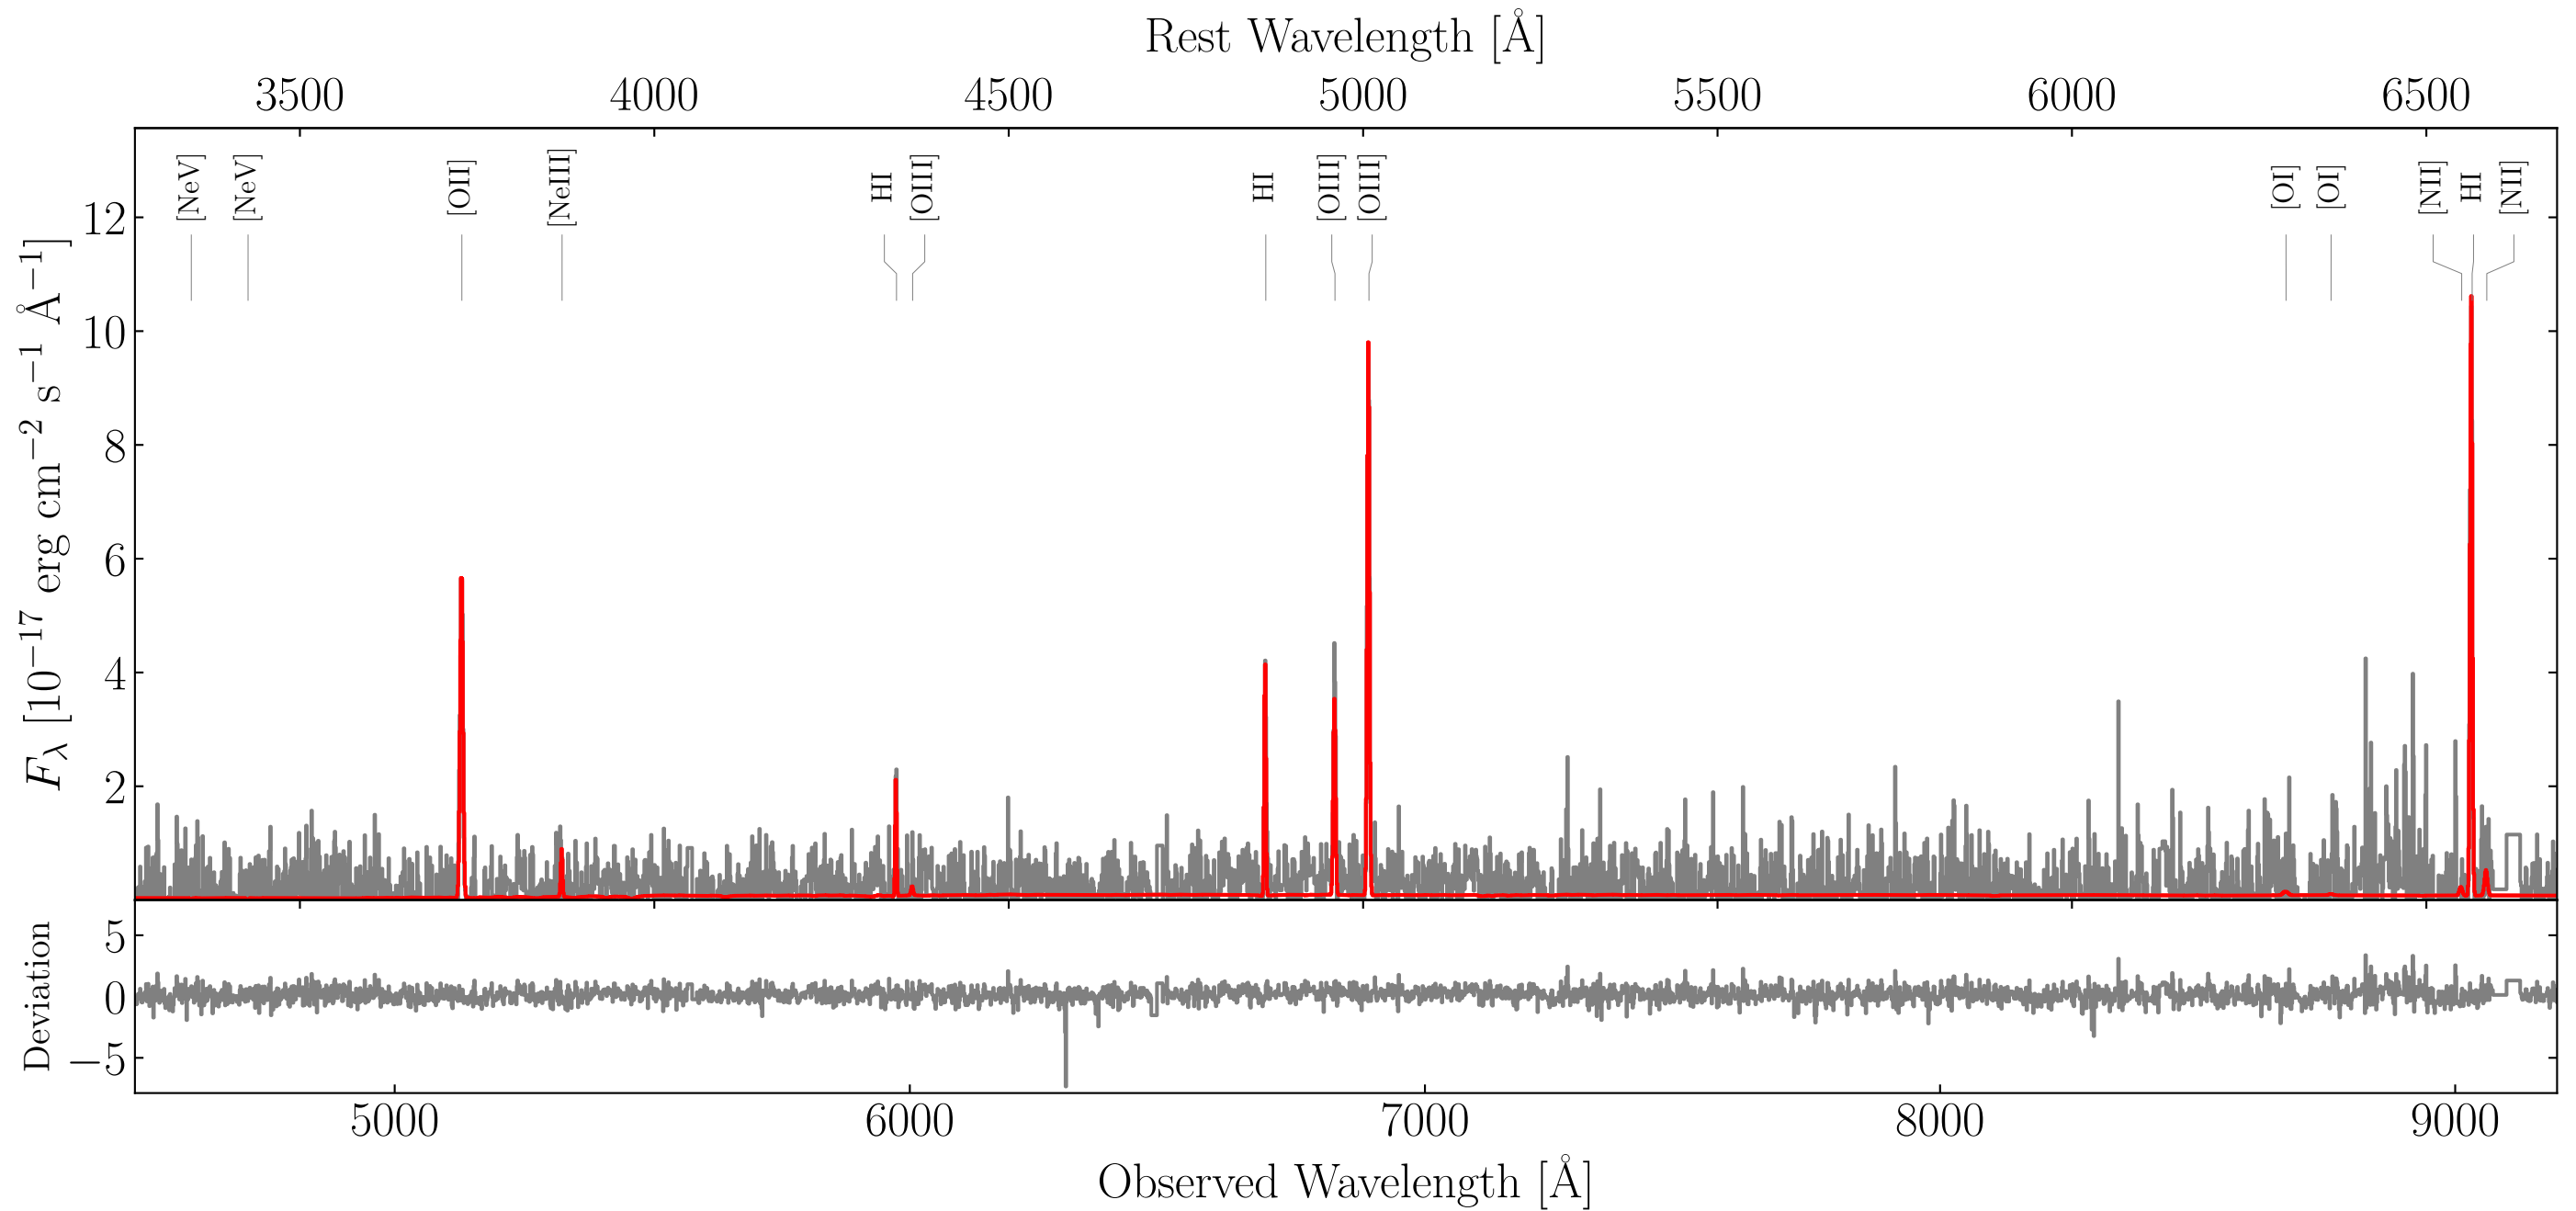 Rest Wavelength [Å]
3500 4000 4500 5000 5500 6000 6500
[NeV] [NeV] [OII] [NeIII] HI [OIII] HI [OIII] [OIII] [OI] [OI] [NII] HI [NII]
12
10
8
6
4
2
F_λ [10⁻¹⁷ erg cm⁻² s⁻¹ Å⁻¹]
5
0
−5
Deviation
5000 6000 7000 8000 9000
Observed Wavelength [Å]